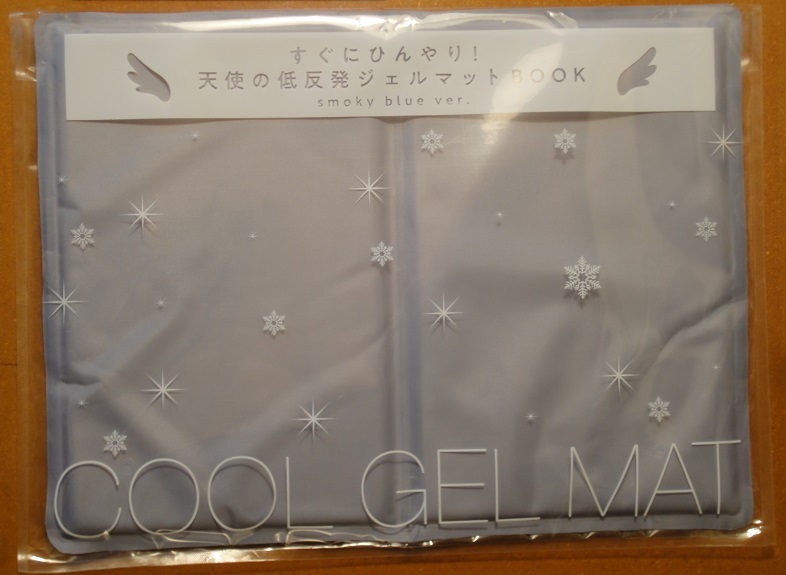 すぐにひんやり!
天使の低反発ジェルマットBOOK
smoky blue ver.
COOL GEL MAT